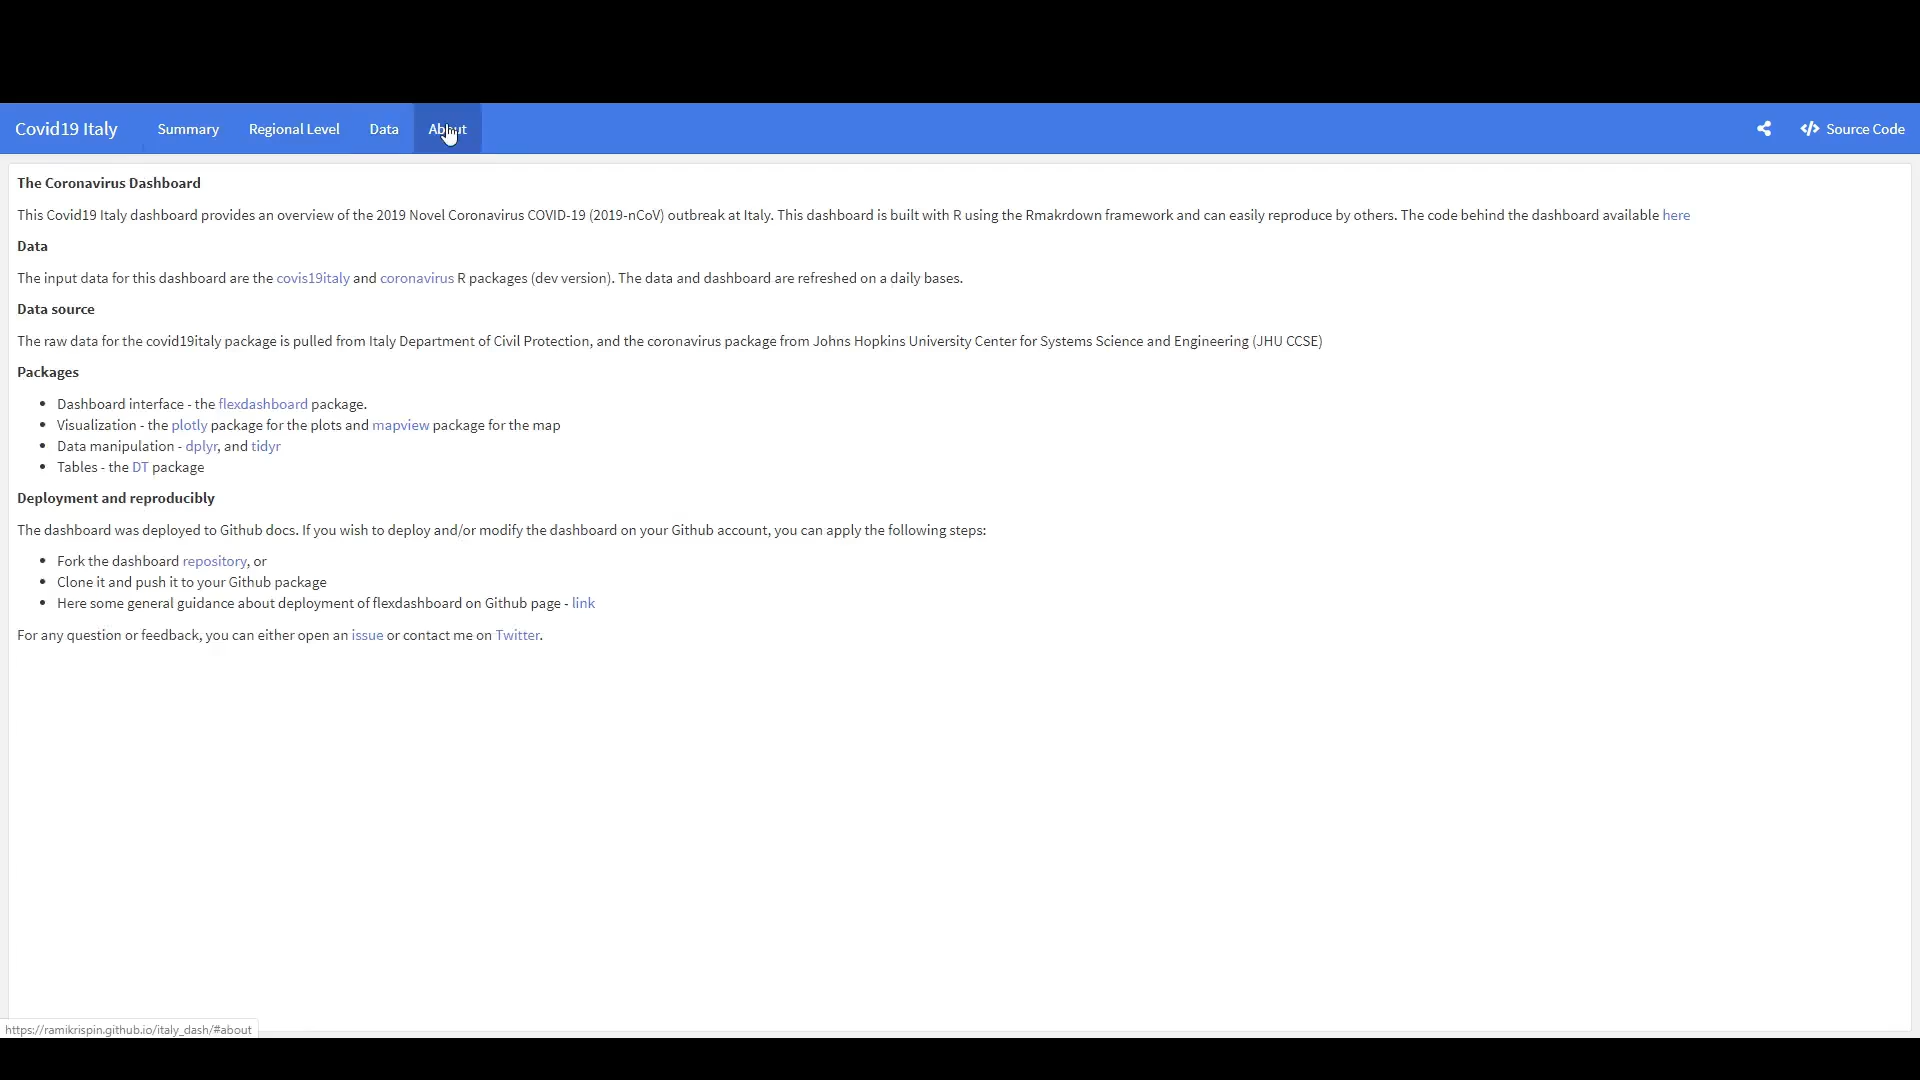 Covid19 Italy Summary Regional Level Data About Source Code
The Coronavirus Dashboard
This Covid19 Italy dashboard provides an overview of the 2019 Novel Coronavirus COVID-19 (2019-nCoV) outbreak at Italy. This dashboard is built with R using the Rmakrdown framework and can easily reproduce by others. The code behind the dashboard available here
Data
The input data for this dashboard are the covis19italy and coronavirus R packages (dev version). The data and dashboard are refreshed on a daily bases.
Data source
The raw data for the covid19italy package is pulled from Italy Department of Civil Protection, and the coronavirus package from Johns Hopkins University Center for Systems Science and Engineering (JHU CCSE)
Packages
• Dashboard interface - the flexdashboard package.
• Visualization - the plotly package for the plots and mapview package for the map
• Data manipulation - dplyr, and tidyr
• Tables - the DT package
Deployment and reproducibly
The dashboard was deployed to Github docs. If you wish to deploy and/or modify the dashboard on your Github account, you can apply the following steps:
• Fork the dashboard repository, or
• Clone it and push it to your Github package
• Here some general guidance about deployment of flexdashboard on Github page - link
For any question or feedback, you can either open an issue or contact me on Twitter.
https://ramikrispin.github.io/italy_dash/#about